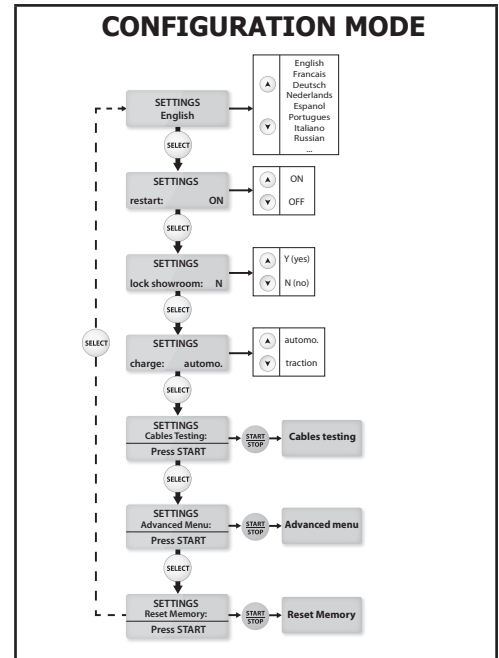 CONFIGURATION MODE
SETTINGS
English
English
Francais
Deutsch
Nederlands
Espanol
Portugues
Italiano
Russian
...
SELECT
SETTINGS
restart: ON
ON
OFF
SELECT
SETTINGS
lock showroom: N
Y (yes)
N (no)
SELECT
SELECT
SETTINGS
charge: automo.
automo.
traction
SELECT
SETTINGS
Cables Testing:
Press START
START
STOP
Cables testing
SELECT
SETTINGS
Advanced Menu:
Press START
START
STOP
Advanced menu
SELECT
SETTINGS
Reset Memory:
Press START
START
STOP
Reset Memory